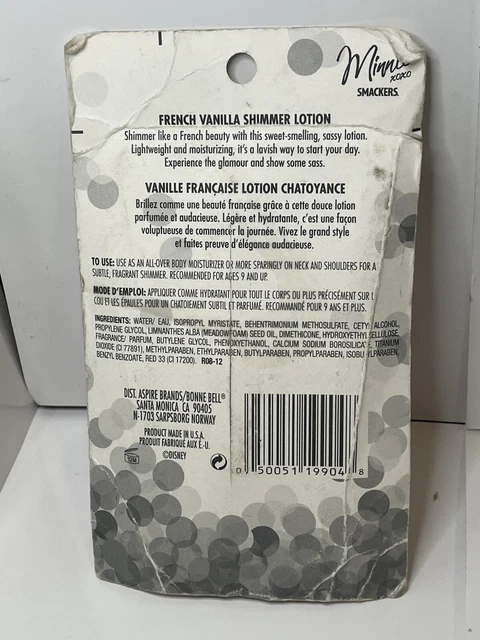 Minnie
xoxo
SMACKERS
FRENCH VANILLA SHIMMER LOTION
Shimmer like a French beauty with this sweet-smelling, sassy lotion.
Lightweight and moisturizing, it's a lavish way to start your day.
Experience the glamour and show some sass.
VANILLE FRANÇAISE LOTION CHATOYANCE
Brillez comme une beauté française grâce à cette douce lotion
parfumée et audacieuse. Légère et hydratante, c'est une façon
voluptueuse de commencer la journée. Vivez le grand style
et faites preuve d'élégance audacieuse.
TO USE: USE AS AN ALL-OVER BODY MOISTURIZER OR MORE SPARINGLY ON NECK AND SHOULDERS FOR A
SUBTLE, FRAGRANT SHIMMER. RECOMMENDED FOR AGES 9 AND UP.
MODE D'EMPLOI: APPLIQUER COMME HYDRATANT POUR TOUT LE CORPS OU PLUS PRÉCISÉMENT SUR L
COU ET LES ÉPAULES POUR UN CHATOIEMENT SUBTIL ET PARFUMÉ. RECOMMANDÉ POUR 9 ANS ET PLUS.
INGREDIENTS: WATER/ EAU, ISOPROPYL MYRISTATE, BEHENTRIMONIUM METHOSULFATE, CETYL ALCOHOL,
PROPYLENE GLYCOL, LIMNANTHES ALBA (MEADOWFOAM) SEED OIL, DIMETHICONE, HYDROXYETHYLCELLULOSE,
FRAGRANCE/ PARFUM, BUTYLENE GLYCOL, PHENOXYETHANOL, CALCIUM SODIUM BOROSILICATE, TITANIUM
DIOXIDE (CI 77891), METHYLPARABEN, ETHYLPARABEN, BUTYLPARABEN, PROPYLPARABEN, ISOBUTYLPARABEN,
BENZYL BENZOATE, RED 33 (CI 17200). R08-12
DIST. ASPIRE BRANDS/BONNE BELL®
SANTA MONICA CA 90405
N-1703 SARPSBORG NORWAY
PRODUCT MADE IN U.S.A.
PRODUIT FABRIQUÉ AUX É.-U.
©DISNEY
12M
0 50051 19904 8